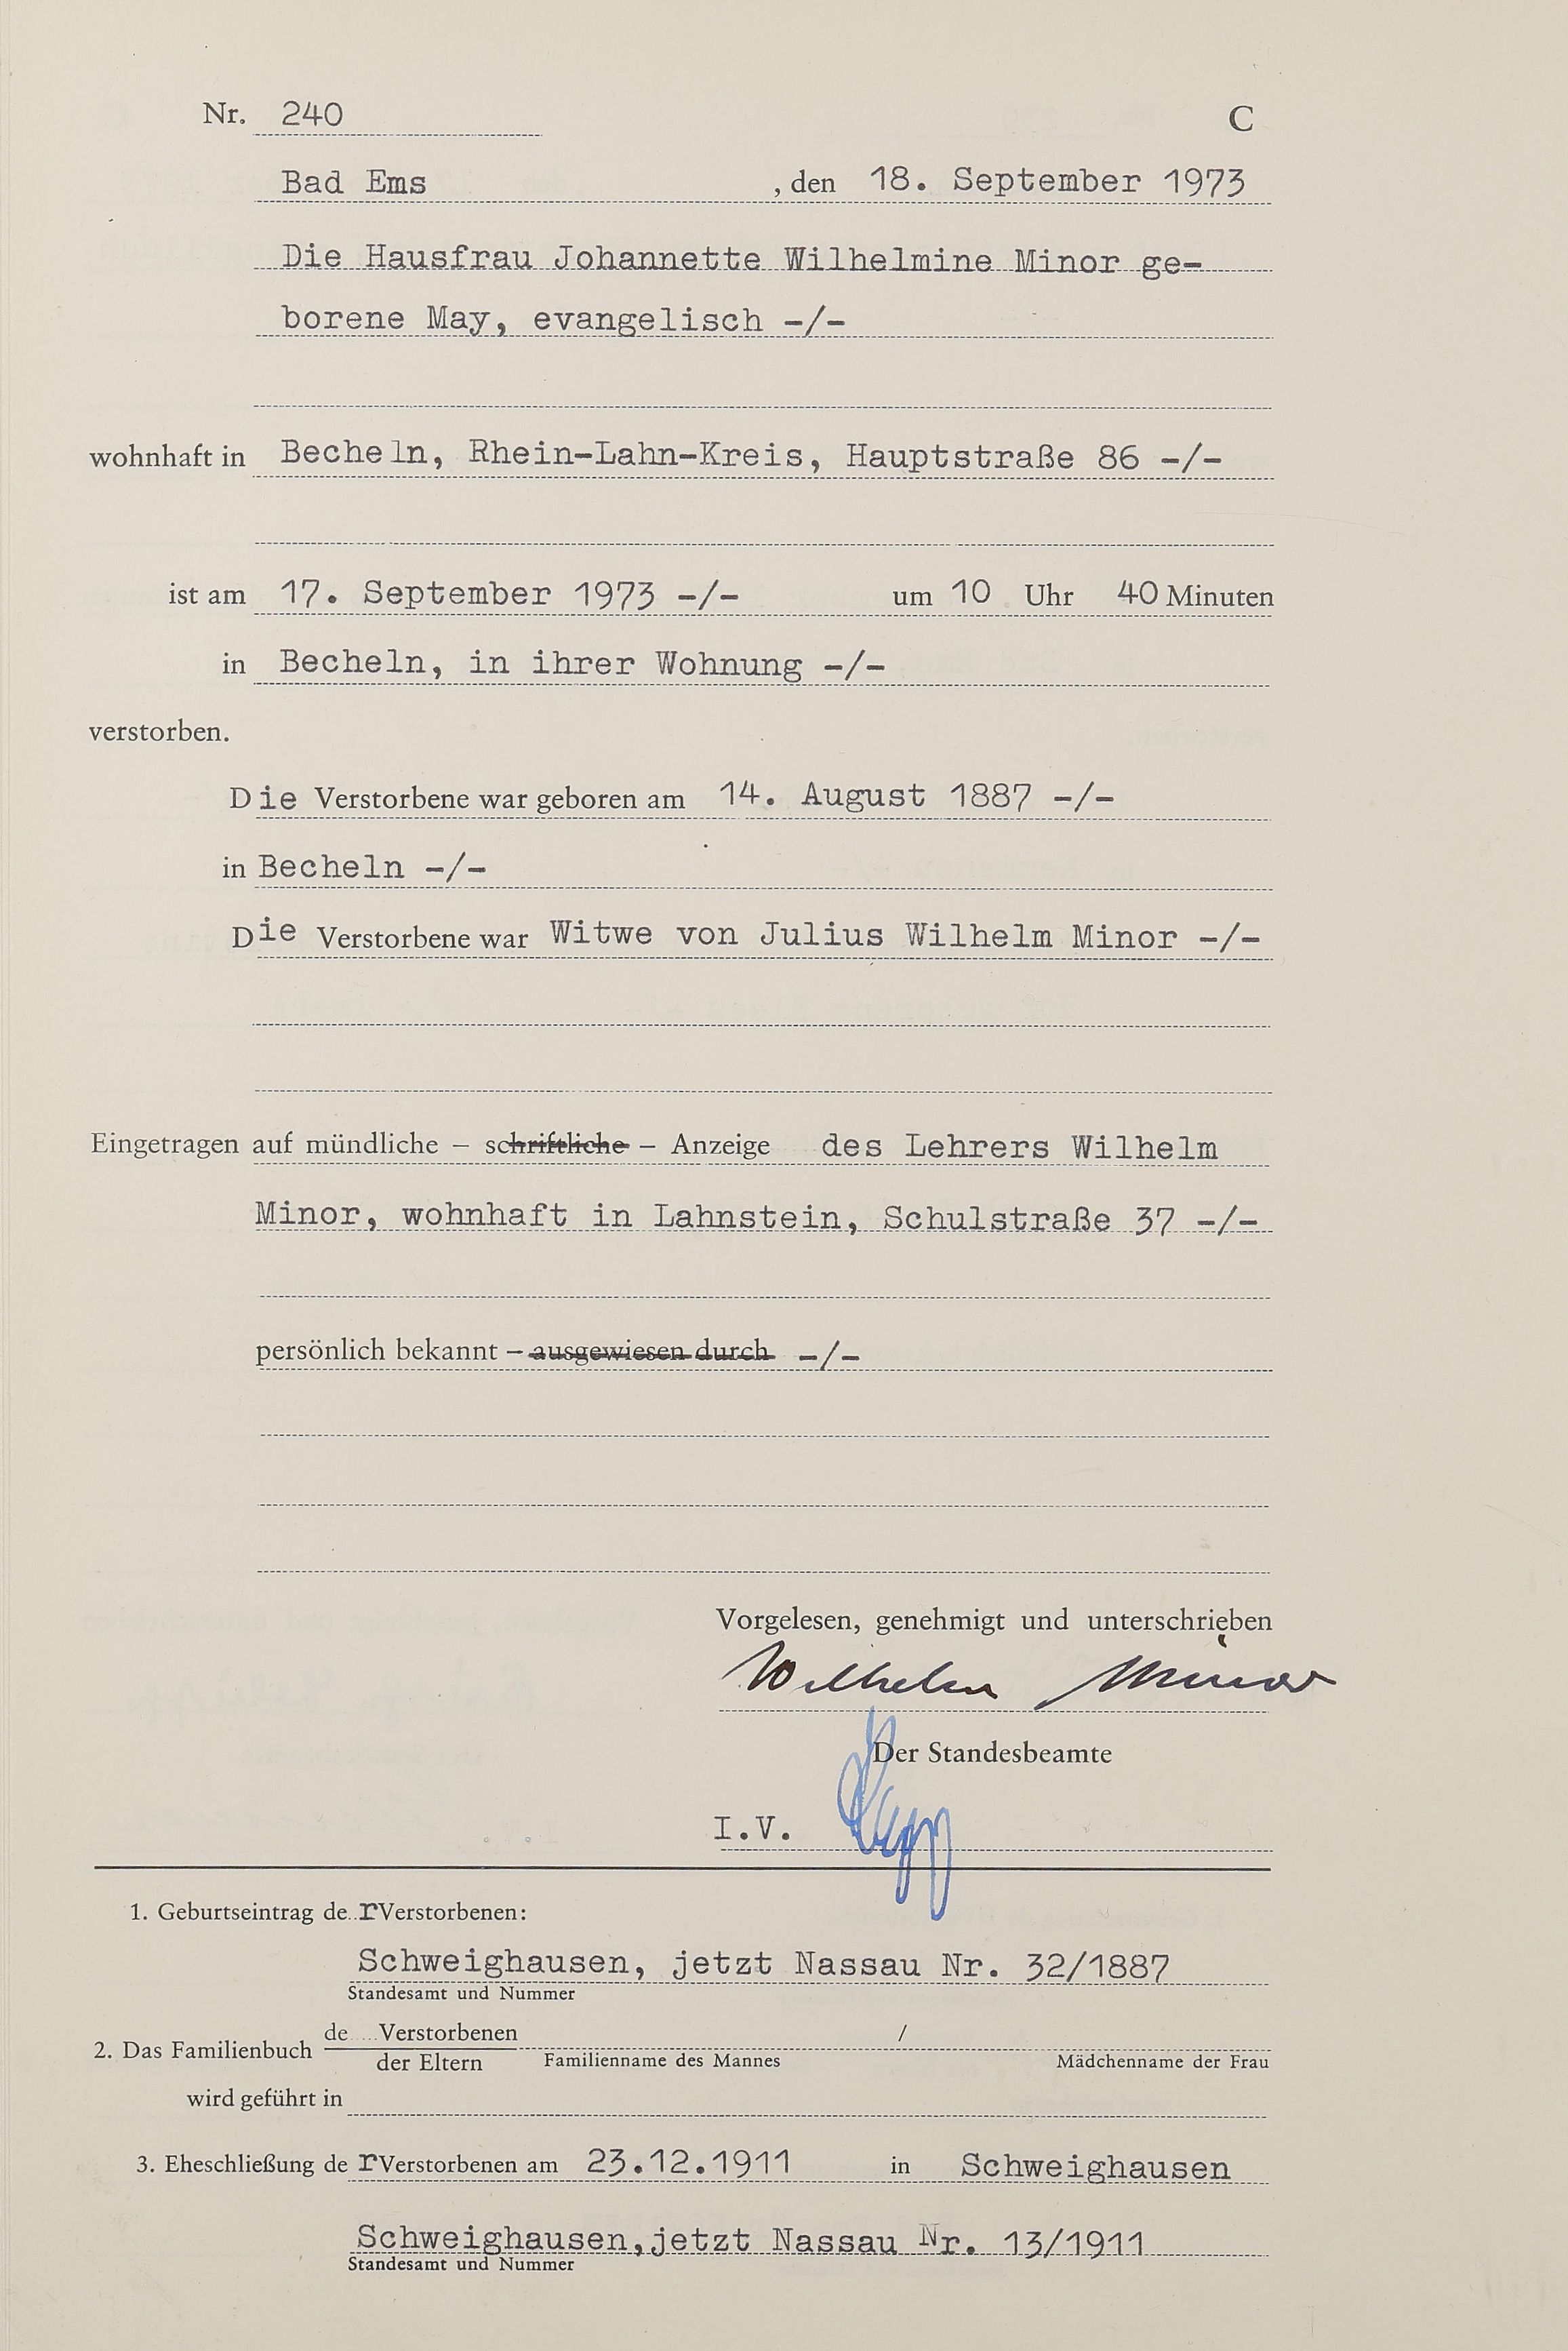 Nr. 240 C
Bad Ems , den 18. September 1973
Die Hausfrau Johannette Wilhelmine Minor ge-
borene May, evangelisch -/-
wohnhaft in Becheln, Rhein-Lahn-Kreis, Hauptstraße 86 -/-
ist am 17. September 1973 -/- um 10 Uhr 40 Minuten
in Becheln, in ihrer Wohnung -/-
verstorben.
Die Verstorbene war geboren am 14. August 1887 -/-
in Becheln -/-
Die Verstorbene war Witwe von Julius Wilhelm Minor -/-
Eingetragen auf mündliche – schriftliche – Anzeige des Lehrers Wilhelm
Minor, wohnhaft in Lahnstein, Schulstraße 37 -/-
persönlich bekannt – ausgewiesen durch -/-
Vorgelesen, genehmigt und unterschrieben
Wilhelm Minor
Der Standesbeamte
I.V.
1. Geburtseintrag der Verstorbenen:
Schweighausen, jetzt Nassau Nr. 32/1887
Standesamt und Nummer
2. Das Familienbuch de Verstorbenen /
der Eltern Familienname des Mannes Mädchenname der Frau
wird geführt in
3. Eheschließung der Verstorbenen am 23.12.1911 in Schweighausen
Schweighausen,jetzt Nassau Nr. 13/1911
Standesamt und Nummer